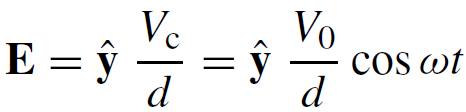 E = ŷ V_c/d = ŷ V_0/d cos ωt